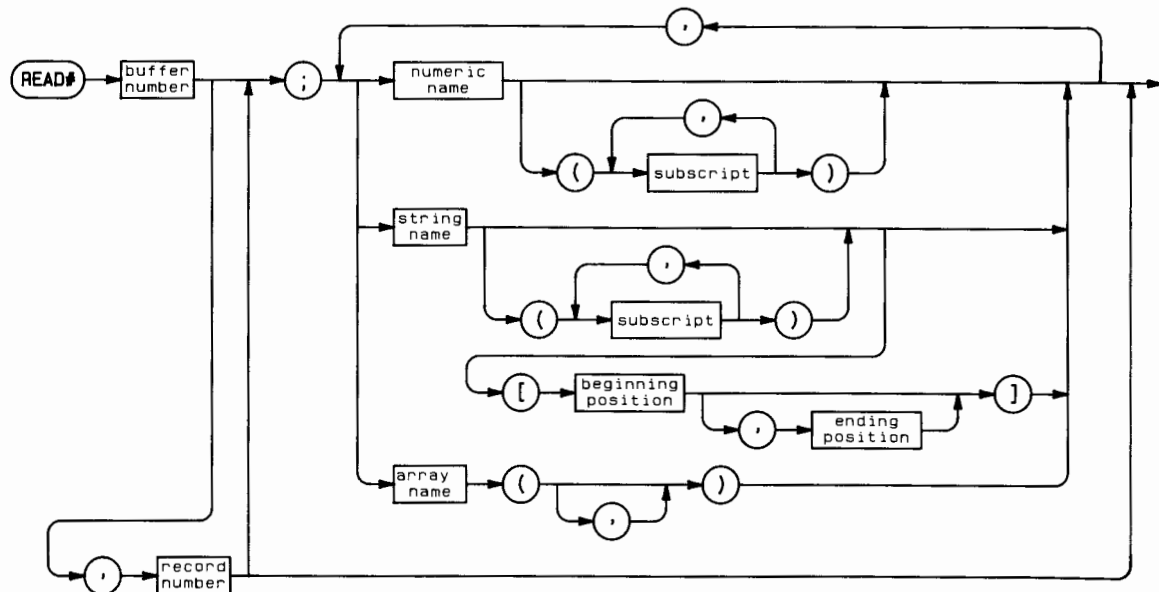 ,
READ#
buffer
number
;
numeric
name
,
(
subscript
)
string
name
,
(
subscript
)
[
beginning
position
,
ending
position
]
array
name
(
,
)
,
record
number